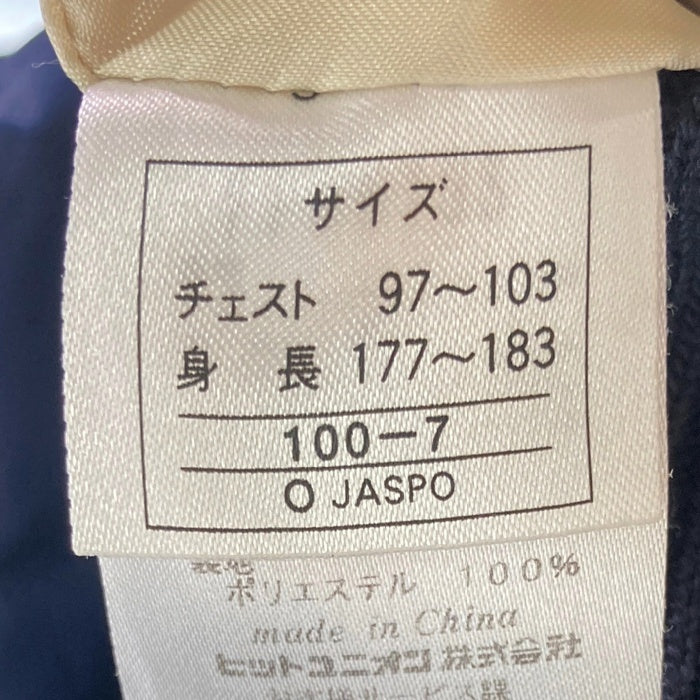 サイズ
チェスト 97〜103
身長 177〜183
100−7
O JASPO
ポリエステル 100%
made in China
ヒットユニオン株式会社